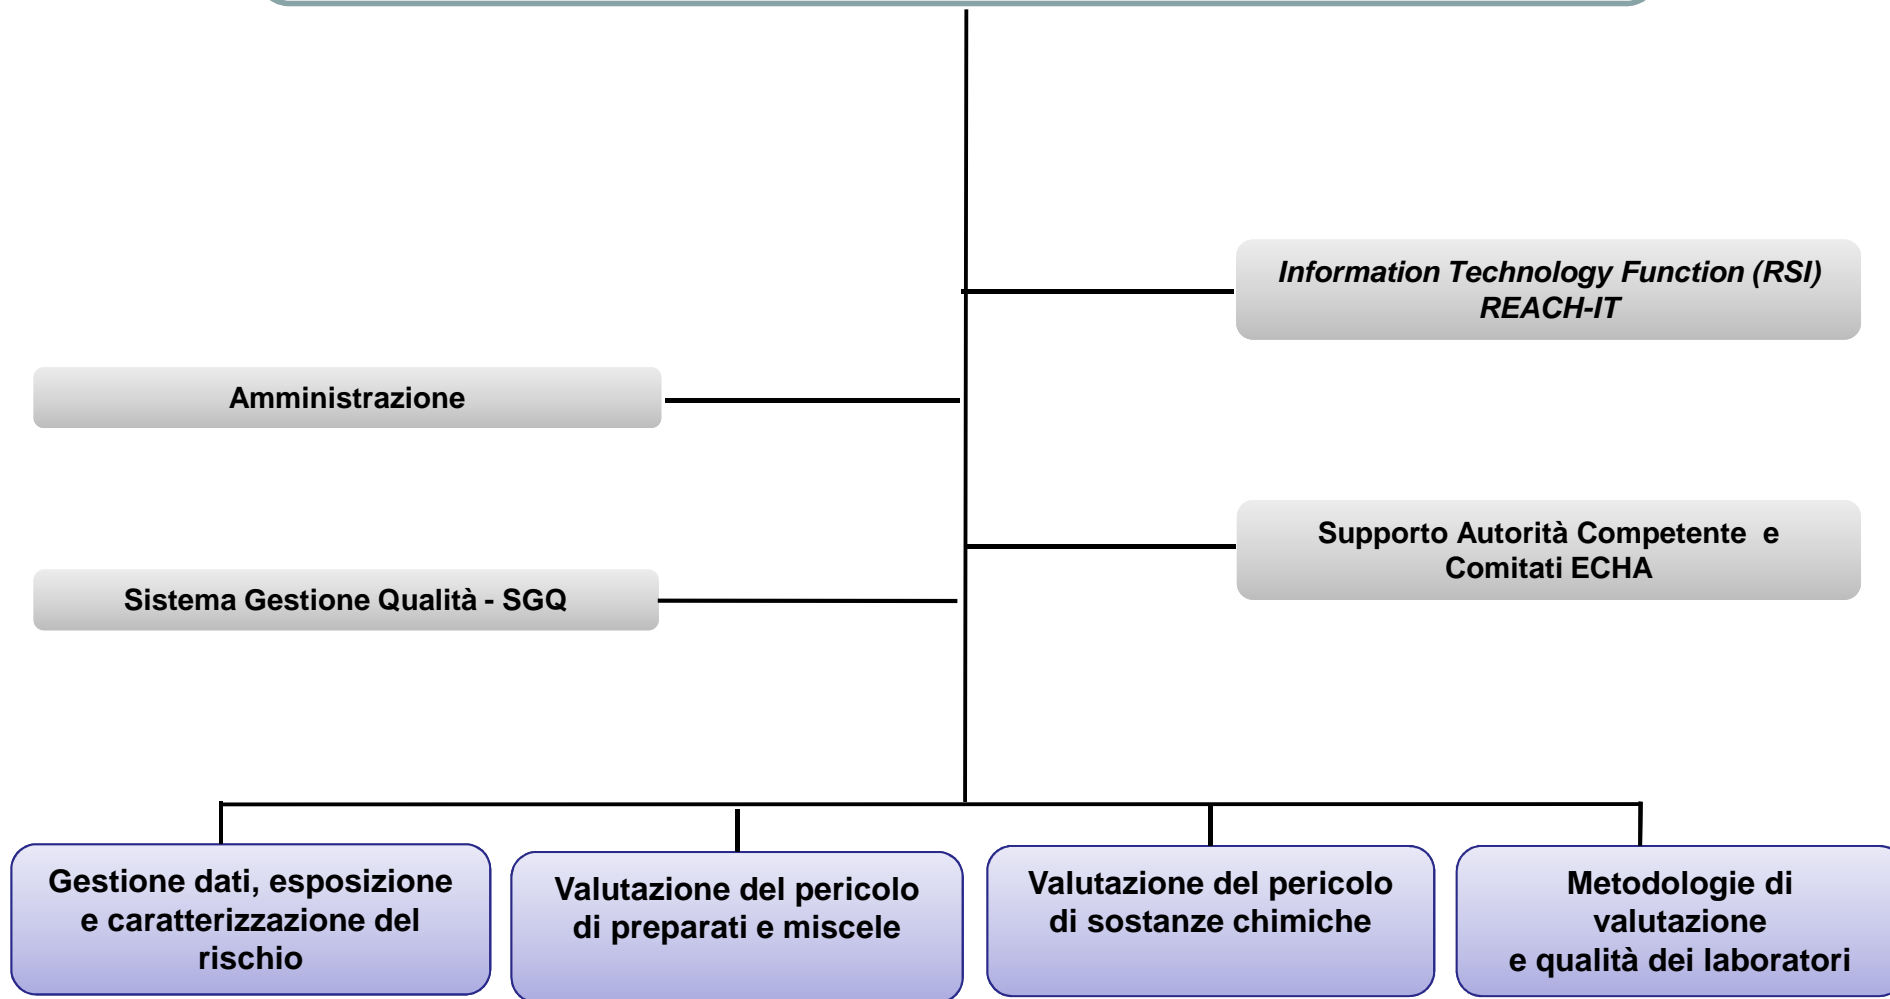 Information Technology Function (RSI)
REACH-IT
Amministrazione
Supporto Autorità Competente e
Comitati ECHA
Sistema Gestione Qualità - SGQ
Gestione dati, esposizione
e caratterizzazione del
rischio
Valutazione del pericolo
di preparati e miscele
Valutazione del pericolo
di sostanze chimiche
Metodologie di
valutazione
e qualità dei laboratori